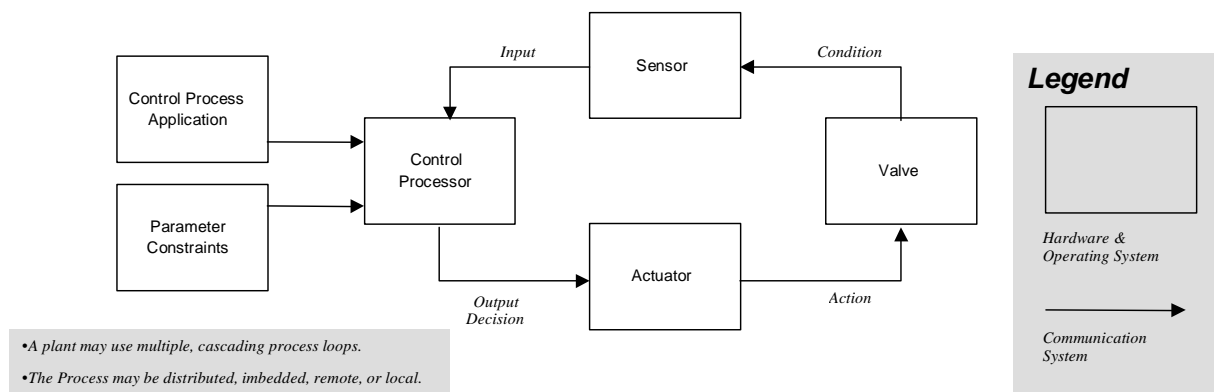 Input
Sensor
Condition
Control Process
Application
Control
Processor
Valve
Parameter
Constraints
Actuator
Output
Decision
Action
Legend
Hardware &
Operating System
Communication
System
•A plant may use multiple, cascading process loops.
•The Process may be distributed, imbedded, remote, or local.